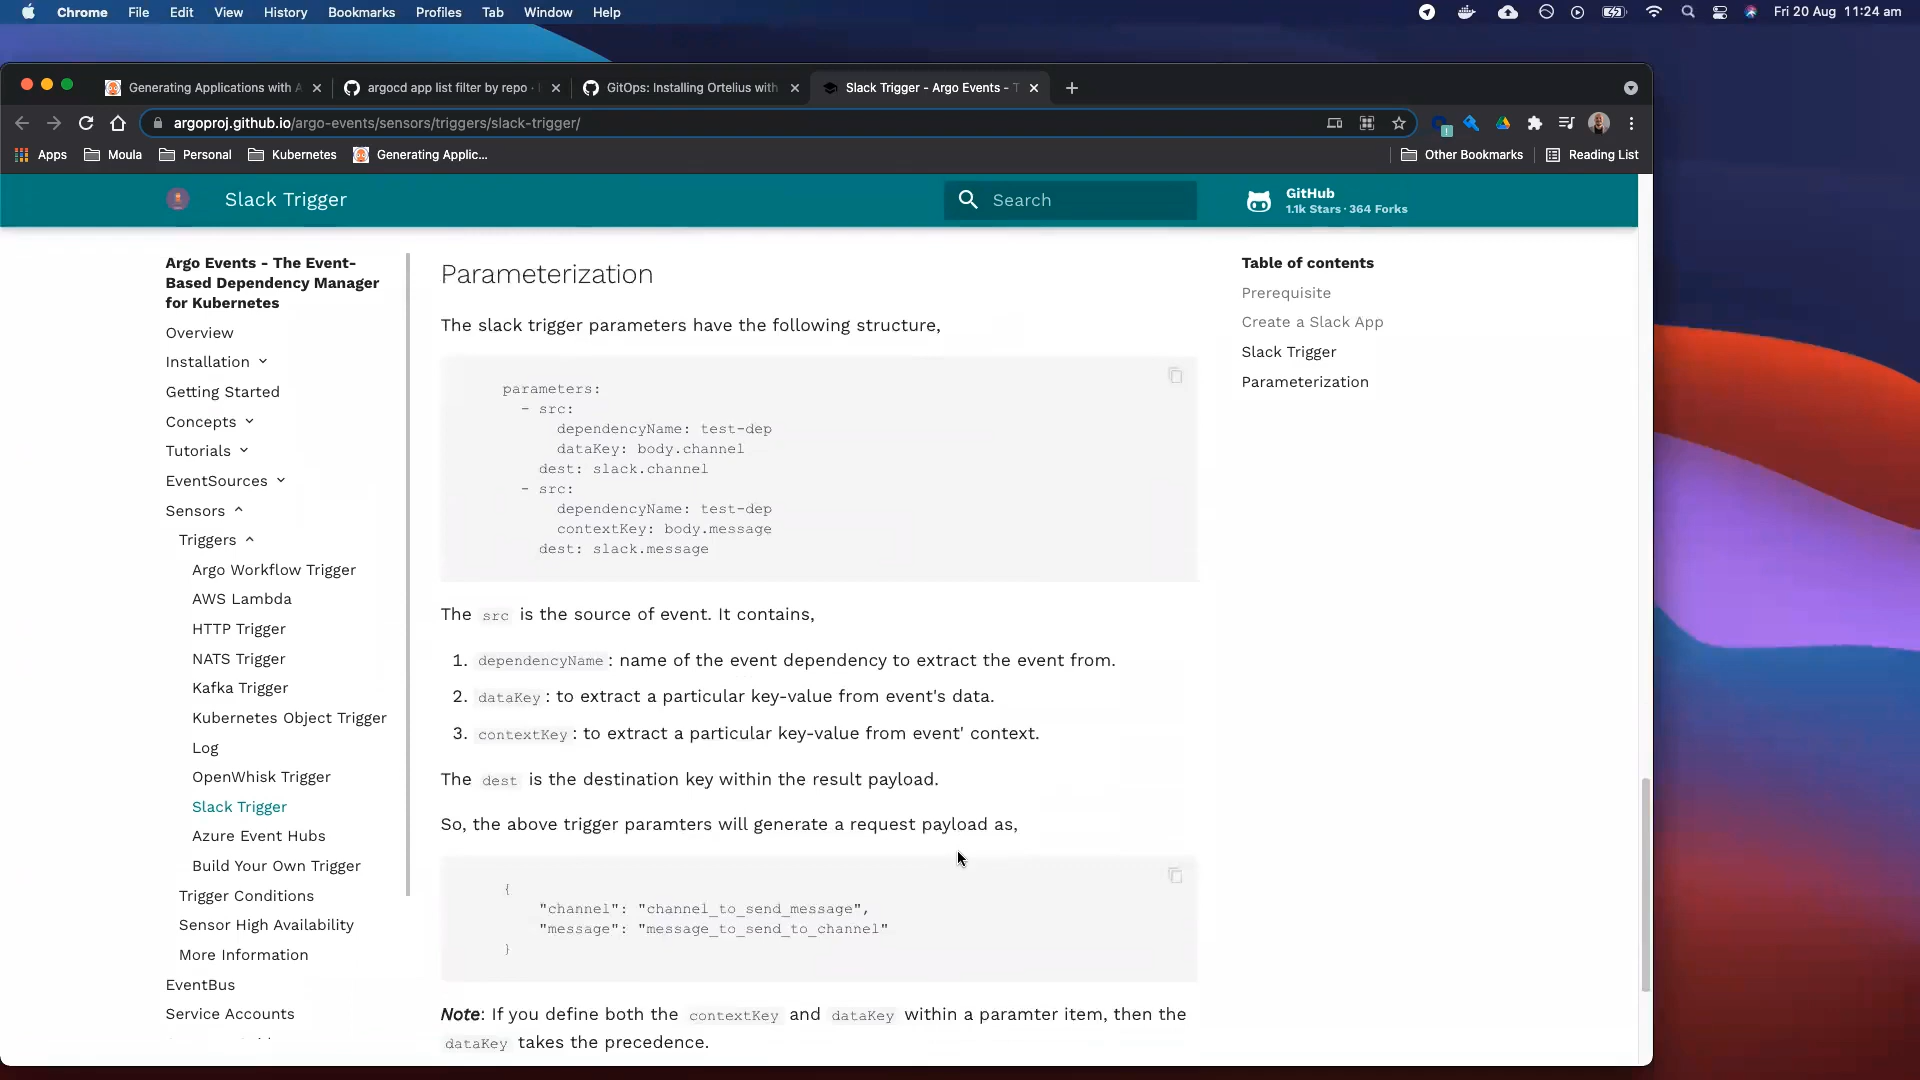 Chrome File Edit View History Bookmarks Profiles Tab Window Help Fri 20 Aug 11:24 am
Generating Applications with A argocd app list filter by repo · GitOps: Installing Ortelius with Slack Trigger - Argo Events - T
argoproj.github.io/argo-events/sensors/triggers/slack-trigger/
Apps Moula Personal Kubernetes Generating Applic... Other Bookmarks Reading List
Slack Trigger Search GitHub
1.1k Stars · 364 Forks
Argo Events - The Event-
Based Dependency Manager
for Kubernetes
Overview
Installation
Getting Started
Concepts
Tutorials
EventSources
Sensors
Triggers
Argo Workflow Trigger
AWS Lambda
HTTP Trigger
NATS Trigger
Kafka Trigger
Kubernetes Object Trigger
Log
OpenWhisk Trigger
Slack Trigger
Azure Event Hubs
Build Your Own Trigger
Trigger Conditions
Sensor High Availability
More Information
EventBus
Service Accounts
Parameterization
The slack trigger parameters have the following structure,
parameters:
- src:
dependencyName: test-dep
dataKey: body.channel
dest: slack.channel
- src:
dependencyName: test-dep
contextKey: body.message
dest: slack.message
The src is the source of event. It contains,
1. dependencyName: name of the event dependency to extract the event from.
2. dataKey: to extract a particular key-value from event's data.
3. contextKey: to extract a particular key-value from event' context.
The dest is the destination key within the result payload.
So, the above trigger paramters will generate a request payload as,
{
"channel": "channel_to_send_message",
"message": "message_to_send_to_channel"
}
Note: If you define both the contextKey and dataKey within a paramter item, then the
dataKey takes the precedence.
Table of contents
Prerequisite
Create a Slack App
Slack Trigger
Parameterization